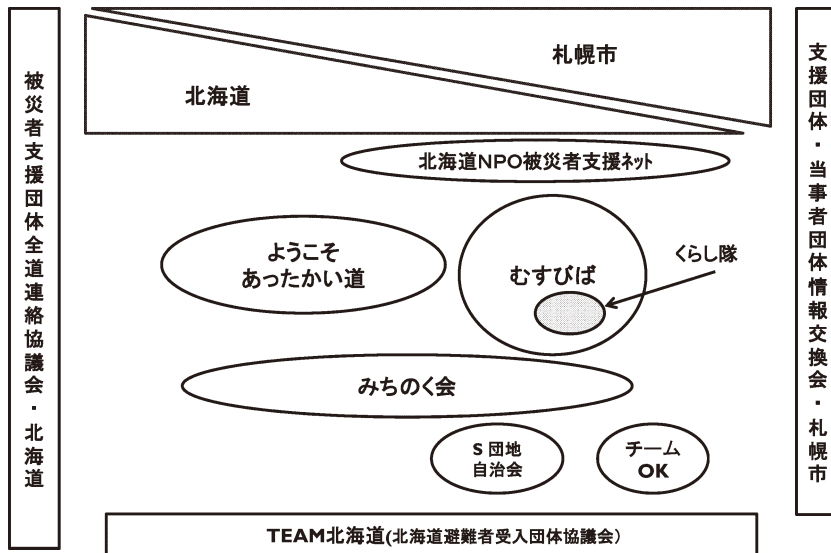 被災者支援団体全道連絡協議会・北海道
札幌市
北海道
支援団体・当事者団体情報交換会・札幌市
北海道NPO被災者支援ネット
ようこそ
あったかい道
むすびば
くらし隊
みちのく会
S団地
自治会
チーム
OK
TEAM北海道(北海道避難者受入団体協議会)